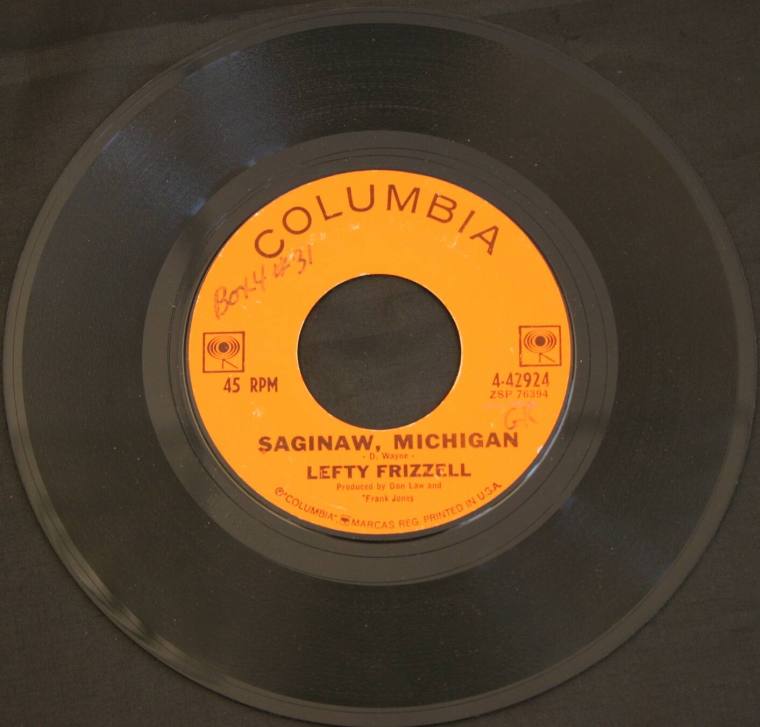 COLUMBIA
Box 4 # 31
45 RPM
4-42924
ZSP 76394
SAGINAW, MICHIGAN
- D. Wayne -
LEFTY FRIZZELL
Produced by Don Law and
Frank Jones
®"COLUMBIA" MARCAS REG. PRINTED IN U.S.A.